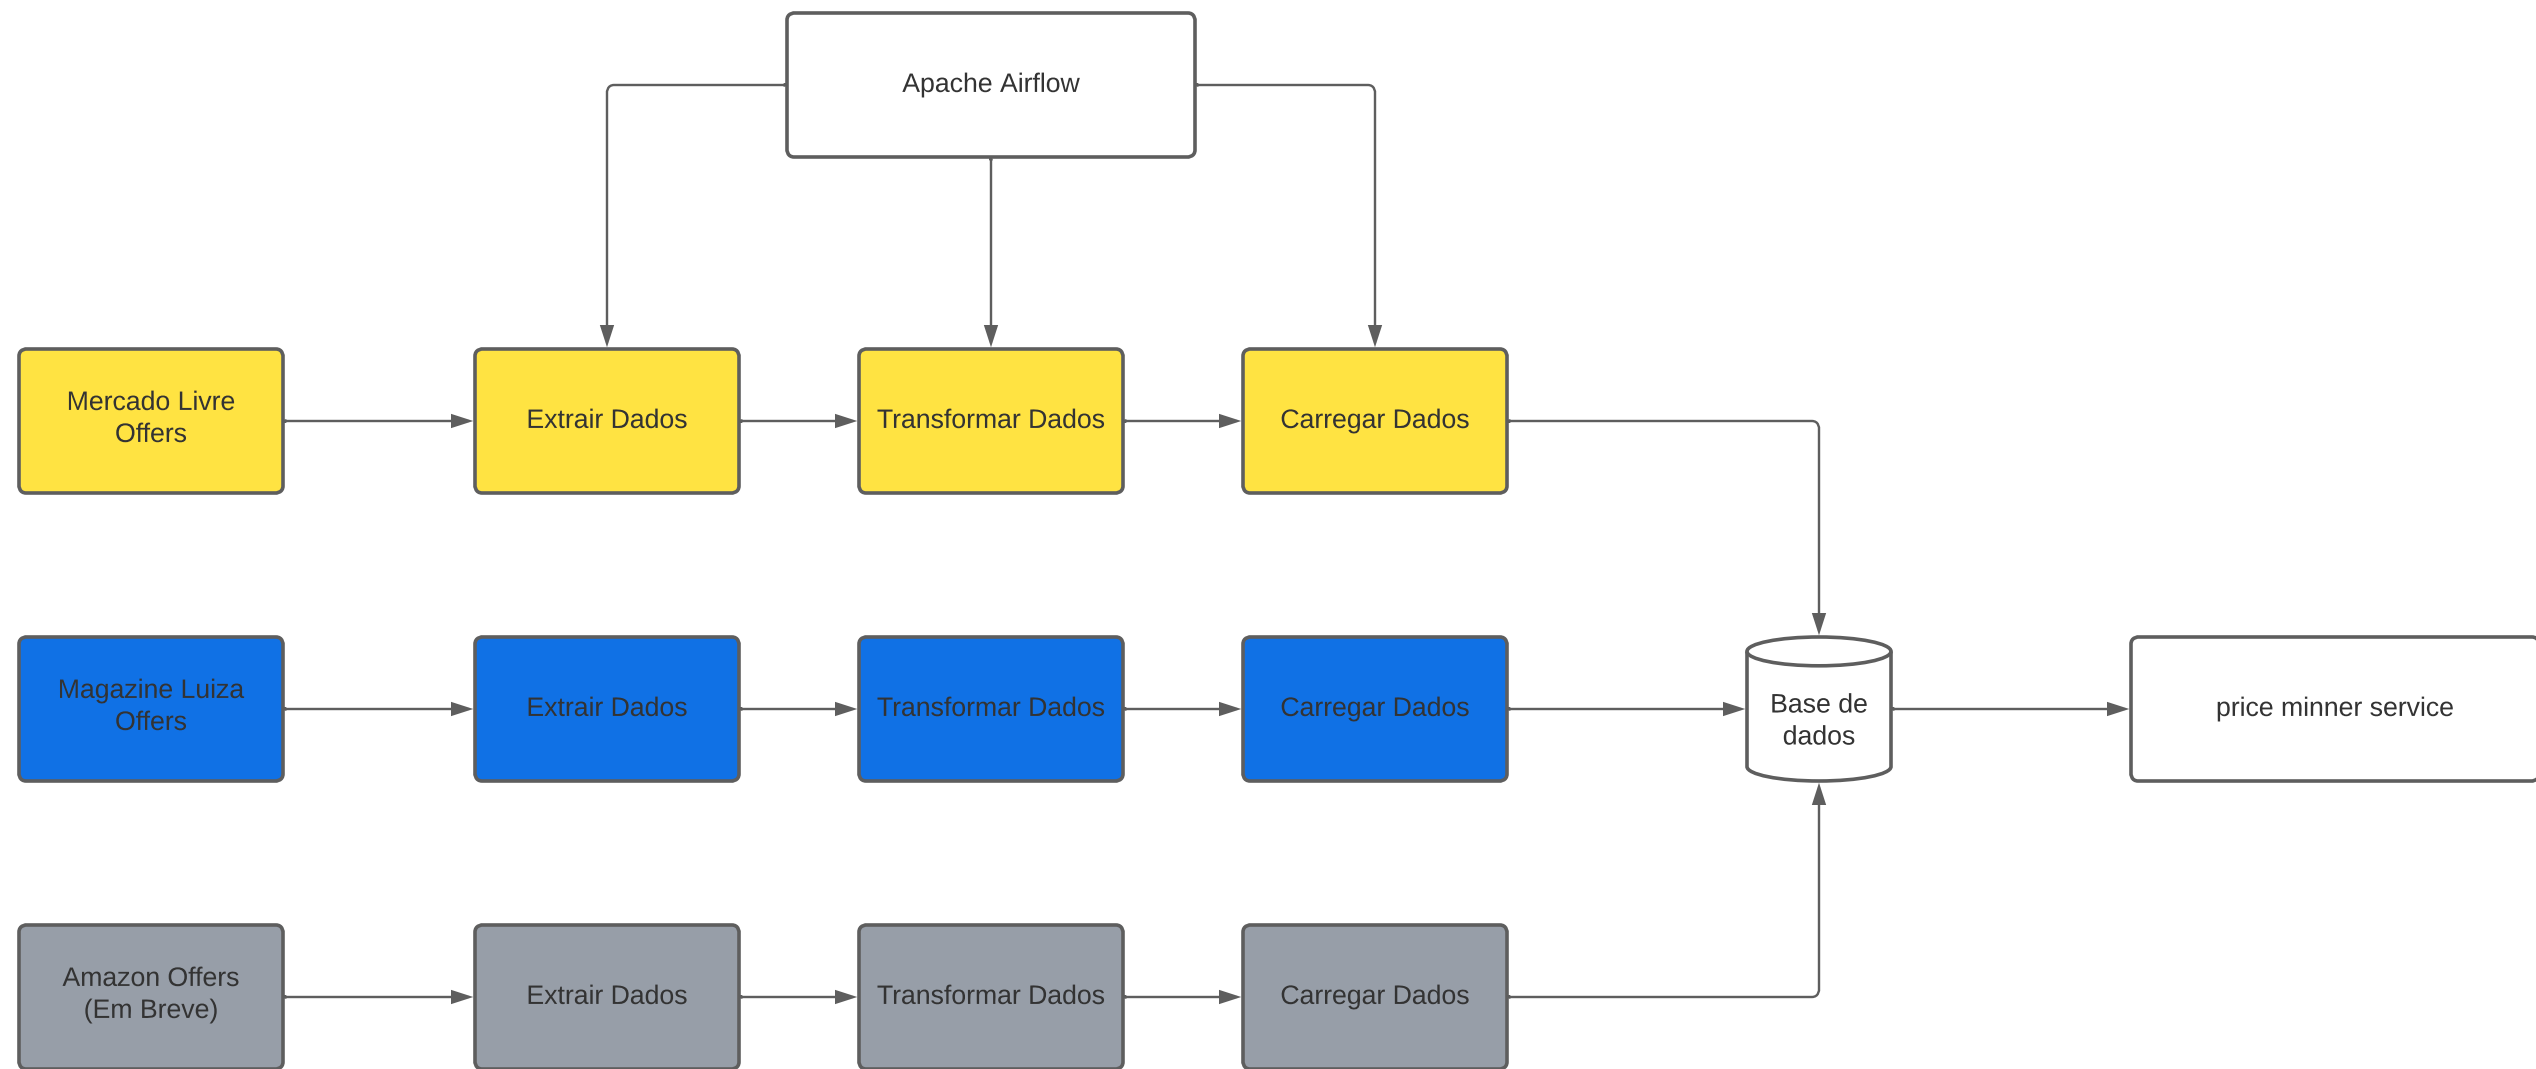 Apache Airflow
Mercado Livre
Offers
Extrair Dados
Transformar Dados
Carregar Dados
Magazine Luiza
Offers
Extrair Dados
Transformar Dados
Carregar Dados
Base de
dados
price minner service
Amazon Offers
(Em Breve)
Extrair Dados
Transformar Dados
Carregar Dados